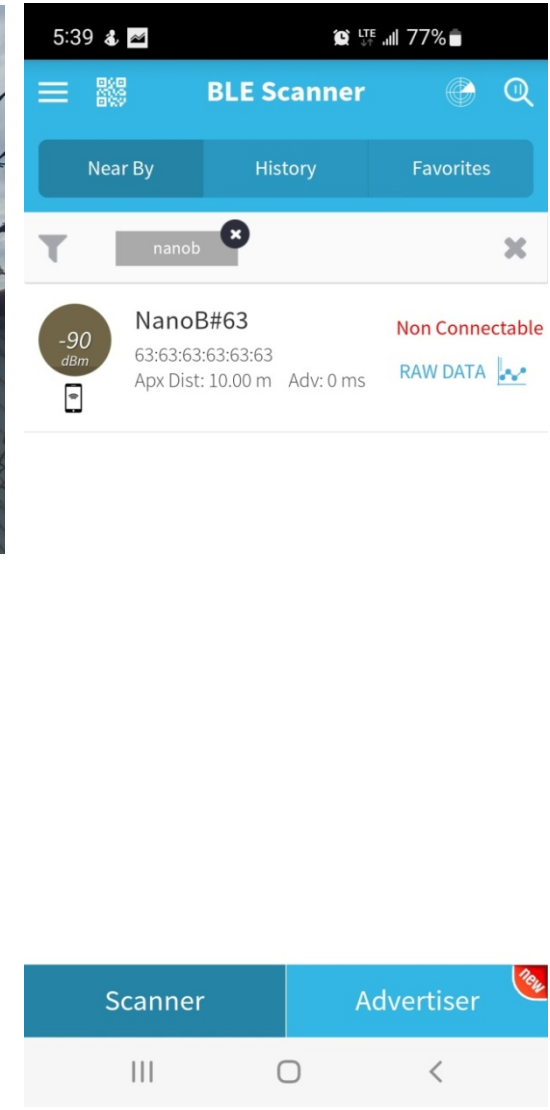 5:39 LTE 77%
BLE Scanner
Near By History Favorites
nanob
NanoB#63
Non Connectable
-90
dBm
63:63:63:63:63:63
RAW DATA
Apx Dist: 10.00 m Adv: 0 ms
new
Scanner Advertiser